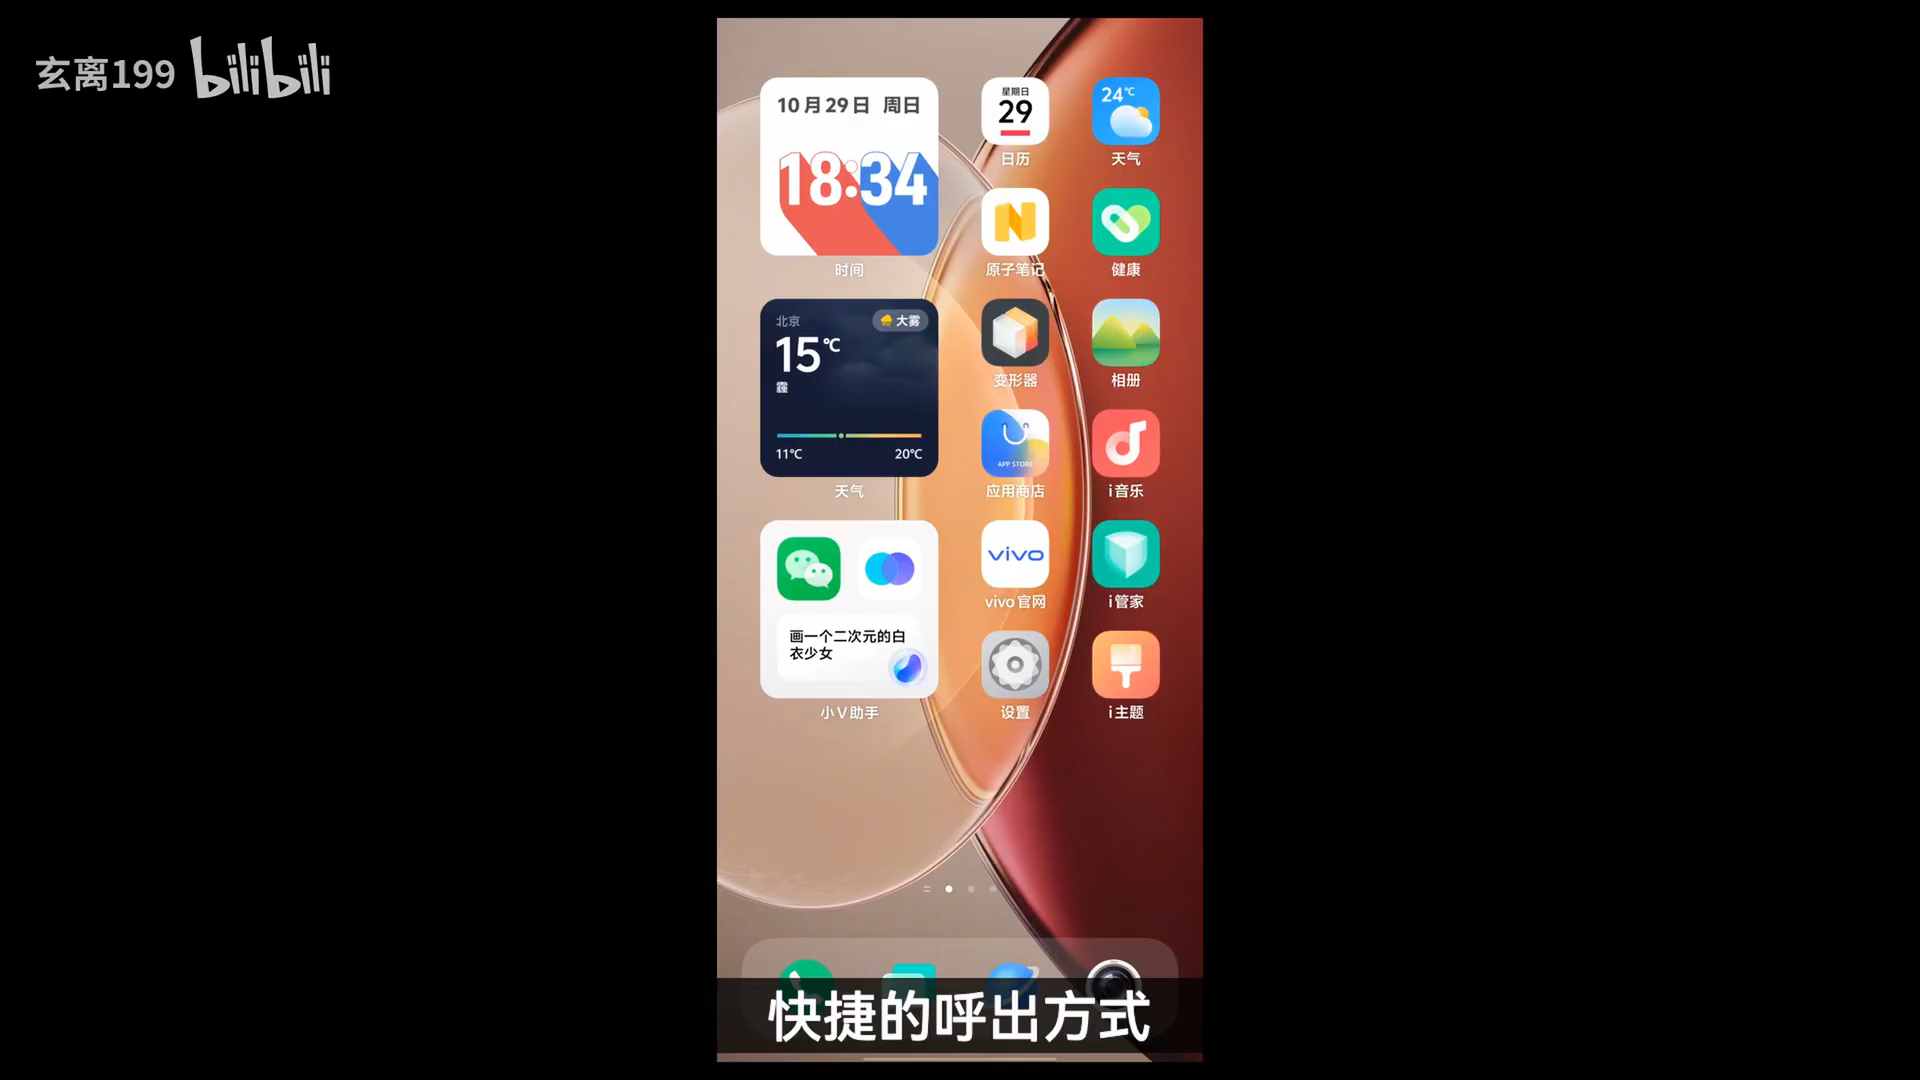 玄离199 bilibili
10月29日 周日
18:34
时间
星期日
29
日历
24℃
天气
原子笔记
健康
北京
大雾
15℃
霾
11℃ 20℃
天气
变形器
相册
APP STORE
应用商店
i音乐
画一个二次元的白
衣少女
小V助手
vivo
vivo官网
i管家
设置
i主题
快捷的呼出方式